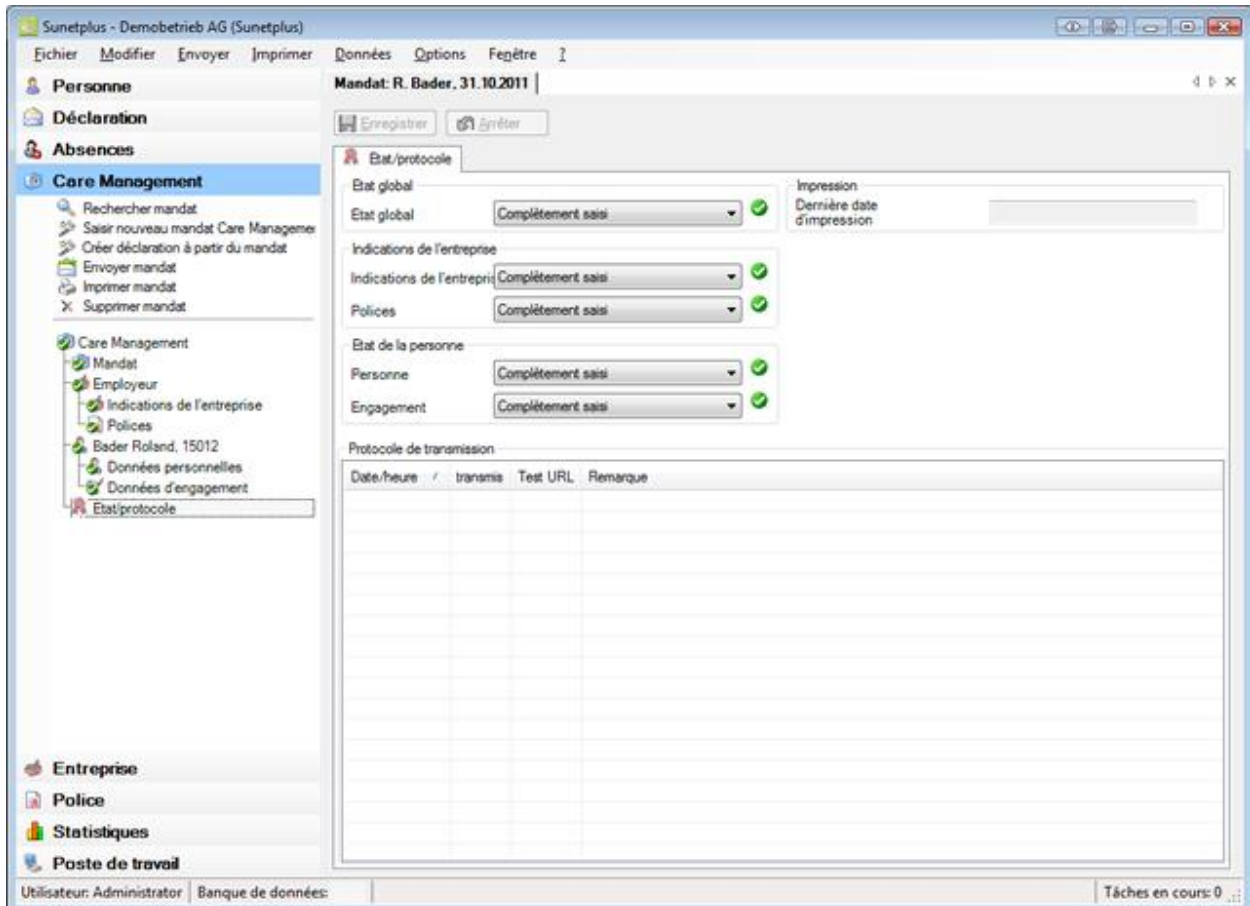 Sunetplus - Demobetrieb AG (Sunetplus)
Fichier Modifier Envoyer Imprimer Données Options Fenêtre ?
Personne
Déclaration
Absences
Care Management
Rechercher mandat
Saisir nouveau mandat Care Manageme
Créer déclaration à partir du mandat
Envoyer mandat
Imprimer mandat
Supprimer mandat
Care Management
Mandat
Employeur
Indications de l'entreprise
Polices
Bader Roland, 15012
Données personnelles
Données d'engagement
Etat/protocole
Entreprise
Police
Statistiques
Poste de travail
Mandat: R. Bader, 31.10.2011
Enregistrer Arrêter
Etat/protocole
Etat global
Etat global Complètement saisi
Impression
Dernière date
d'impression
Indications de l'entreprise
Indications de l'entrepris Complètement saisi
Polices Complètement saisi
Etat de la personne
Personne Complètement saisi
Engagement Complètement saisi
Protocole de transmission
Date/heure transmis Test URL Remarque
Utilisateur: Administrator Banque de données: Tâches en cours: 0